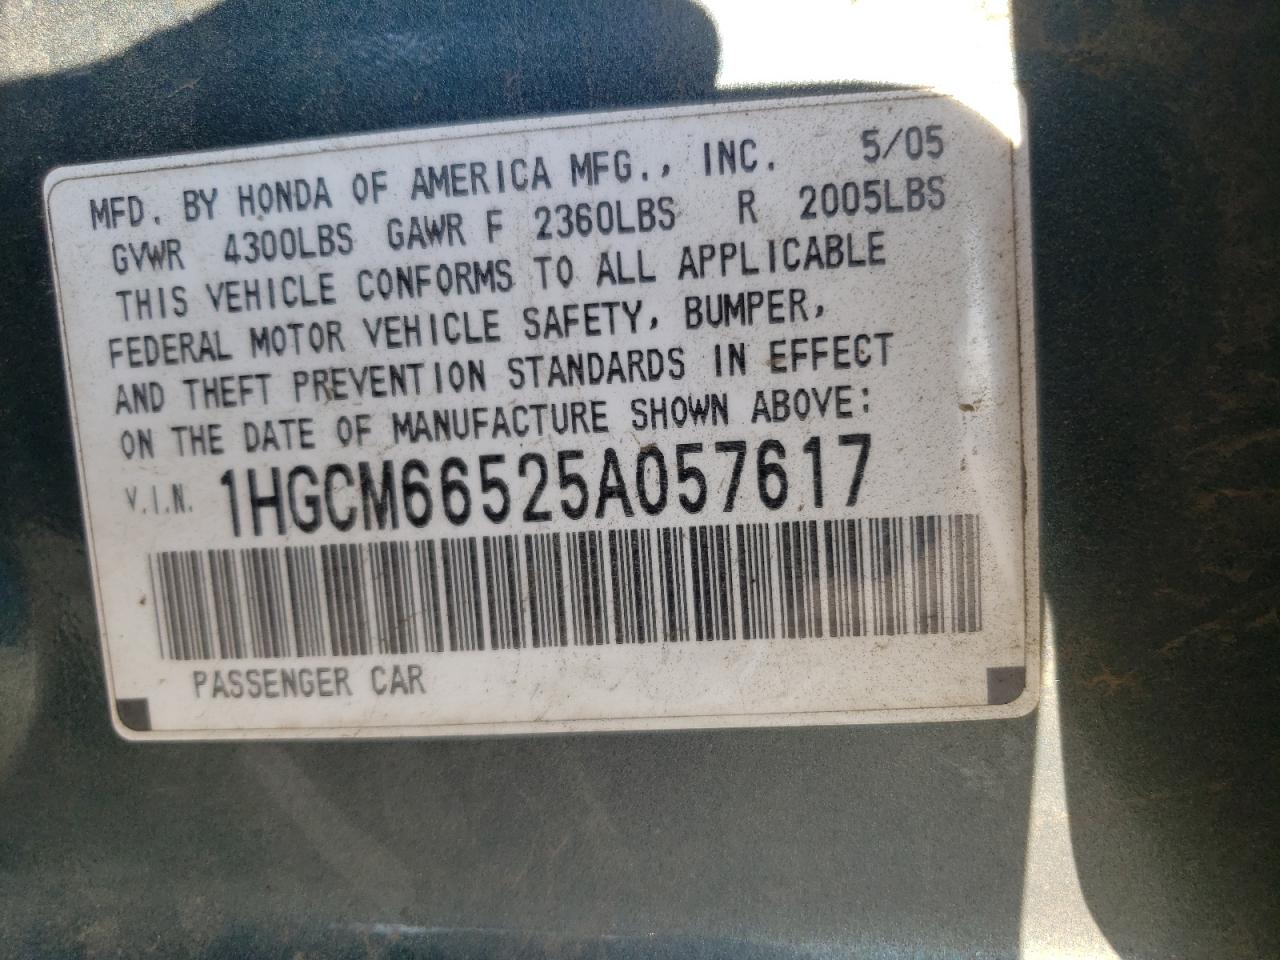 MFD. BY HONDA OF AMERICA MFG., INC. 5/05
GVWR 4300LBS GAWR F 2360LBS R 2005LBS
THIS VEHICLE CONFORMS TO ALL APPLICABLE
FEDERAL MOTOR VEHICLE SAFETY, BUMPER,
AND THEFT PREVENTION STANDARDS IN EFFECT
ON THE DATE OF MANUFACTURE SHOWN ABOVE:
V.I.N. 1HGCM66525A057617
PASSENGER CAR